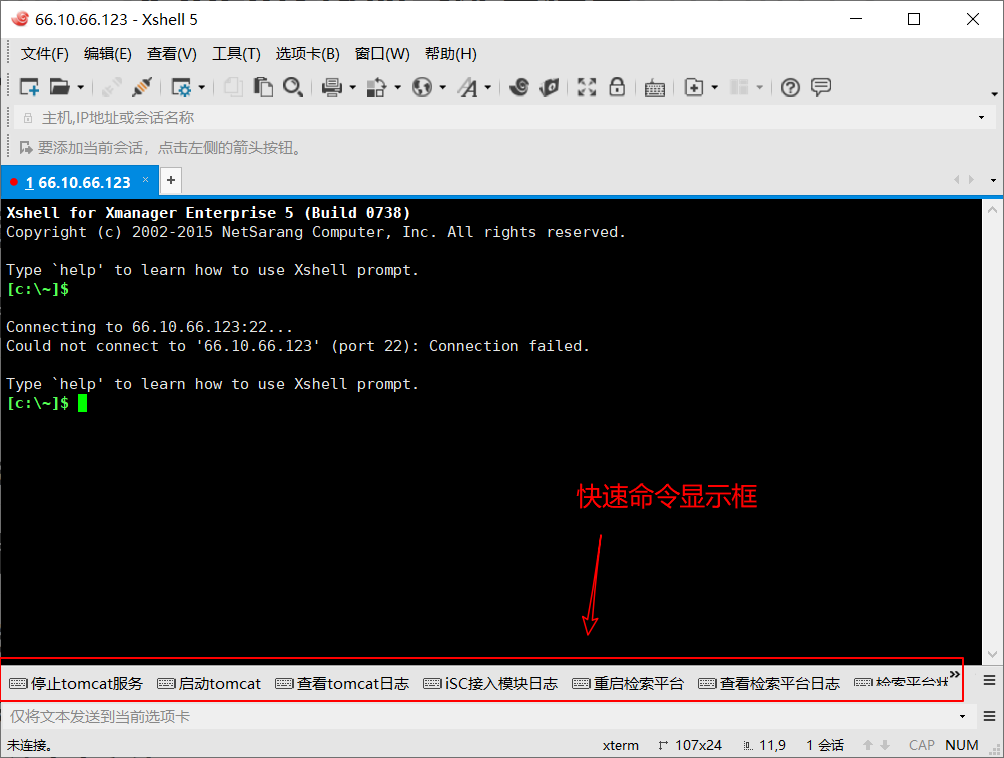 66.10.66.123 - Xshell 5
文件(F) 编辑(E) 查看(V) 工具(T) 选项卡(B) 窗口(W) 帮助(H)
主机,IP地址或会话名称
要添加当前会话，点击左侧的箭头按钮。
1 66.10.66.123
Xshell for Xmanager Enterprise 5 (Build 0738)
Copyright (c) 2002-2015 NetSarang Computer, Inc. All rights reserved.
Type `help' to learn how to use Xshell prompt.
[c:\~]$
Connecting to 66.10.66.123:22...
Could not connect to '66.10.66.123' (port 22): Connection failed.
Type `help' to learn how to use Xshell prompt.
[c:\~]$
快速命令显示框
停止tomcat服务 启动tomcat 查看tomcat日志 iSC接入模块日志 重启检索平台 查看检索平台日志 检索平台状
仅将文本发送到当前选项卡
未连接。 xterm 107x24 11,9 1 会话 CAP NUM